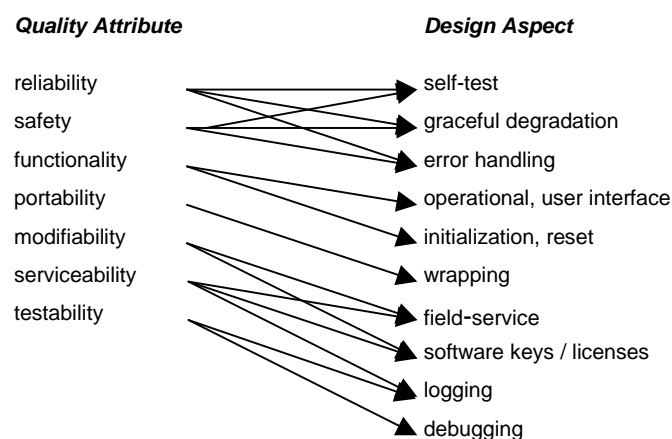 Quality Attribute
Design Aspect
reliability
self-test
safety
graceful degradation
functionality
error handling
portability
operational, user interface
modifiability
initialization, reset
serviceability
wrapping
testability
field-service
software keys / licenses
logging
debugging